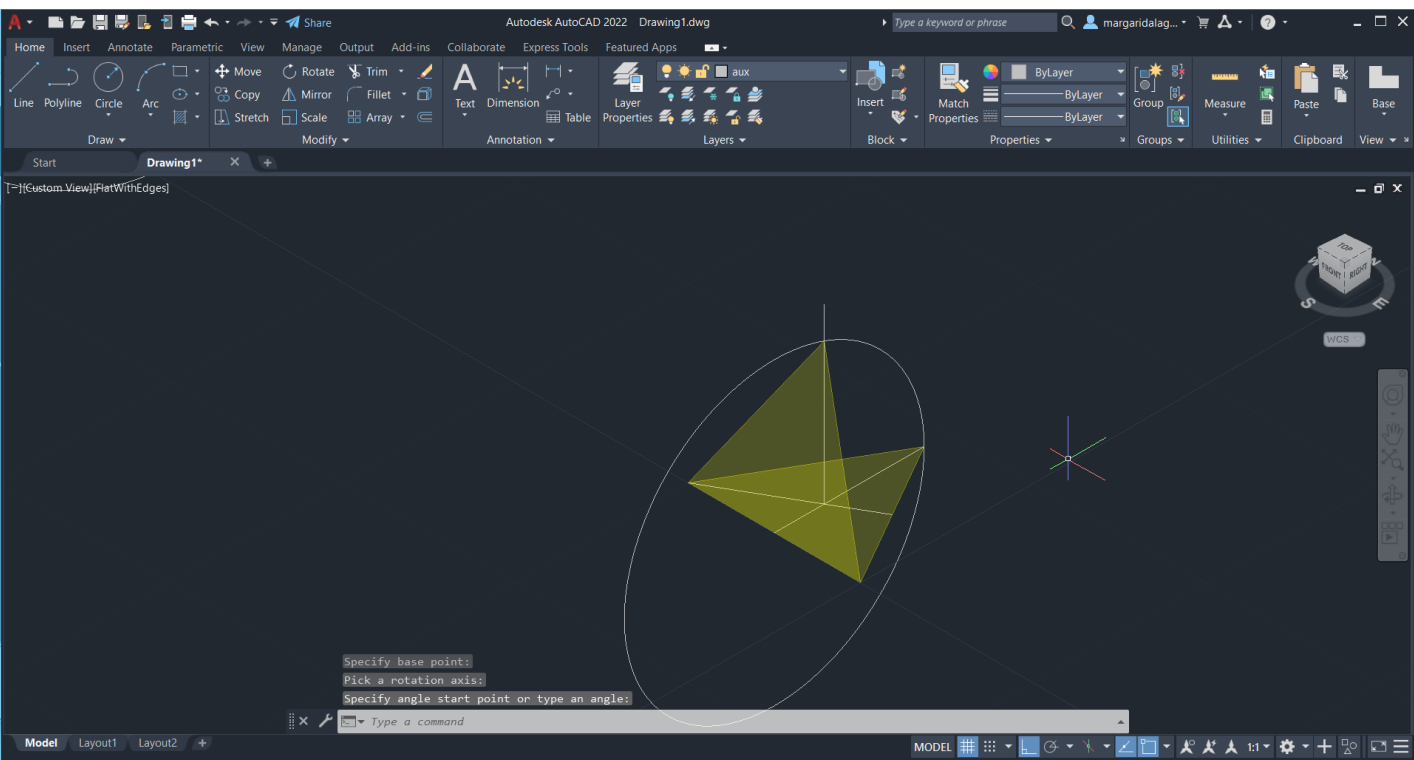 Share Autodesk AutoCAD 2022 Drawing1.dwg Type a keyword or phrase margaridalag...
Home Insert Annotate Parametric View Manage Output Add-ins Collaborate Express Tools Featured Apps
Line Polyline Circle Arc Move Rotate Trim Text Dimension Layer Properties aux Insert Match Properties ByLayer Group Measure Paste Base
Copy Mirror Fillet ByLayer
Stretch Scale Array Table ByLayer
Draw Modify Annotation Layers Block Properties Groups Utilities Clipboard View
Start Drawing1* +
[−][Custom View][FlatWithEdges]
TOP
FRONT RIGHT
W N
S E
WCS
Specify base point:
Pick a rotation axis:
Specify angle start point or type an angle:
Type a command
Model Layout1 Layout2 + MODEL 1:1